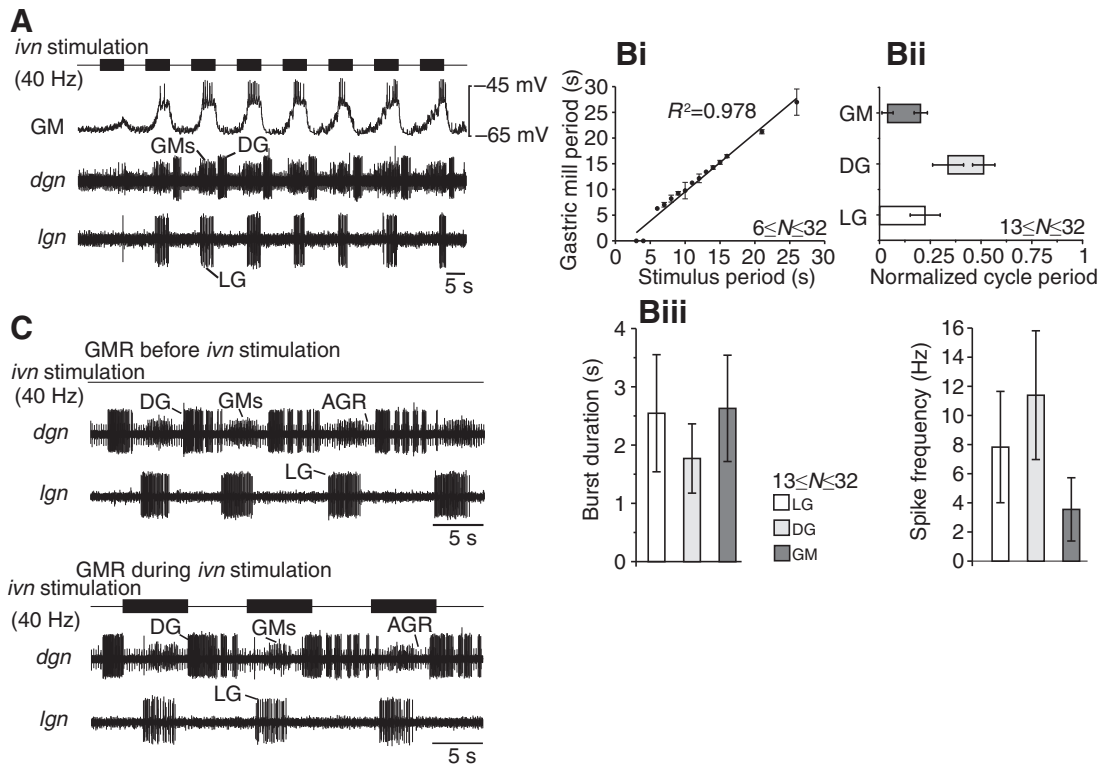 A
ivn stimulation
(40 Hz)
−45 mV
GM
−65 mV
GMs
DG
dgn
lgn
LG
5 s
Bi
Gastric mill period (s)
30
25
20
15
10
5
0
R²=0.978
6≤N≤32
0 5 10 15 20 25 30
Stimulus period (s)
Bii
GM
DG
LG
13≤N≤32
0 0.25 0.50 0.75 1
Normalized cycle period
C
GMR before ivn stimulation
ivn stimulation
(40 Hz)
DG
GMs
AGR
dgn
LG
lgn
5 s
GMR during ivn stimulation
ivn stimulation
(40 Hz)
DG
GMs
AGR
dgn
LG
lgn
5 s
Biii
Burst duration (s)
4
3
2
1
0
13≤N≤32
LG
DG
GM
Spike frequency (Hz)
16
14
12
10
8
6
4
2
0